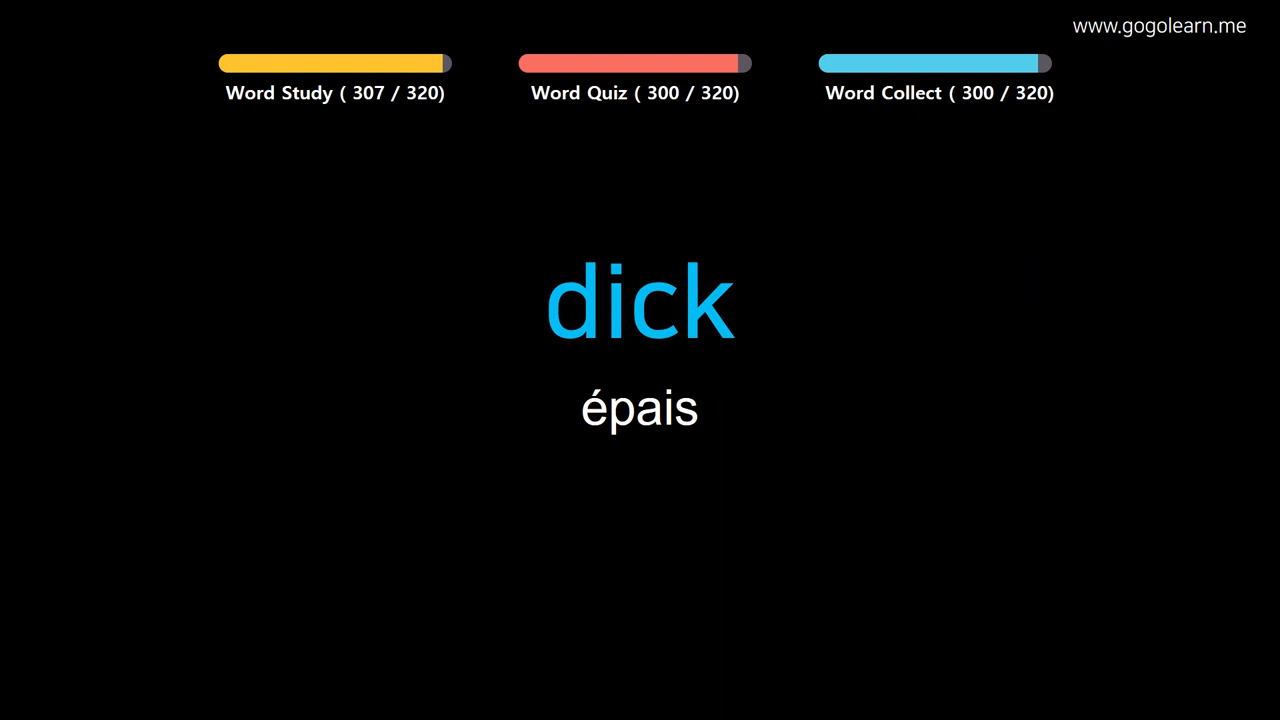 www.gogolearn.me
Word Study ( 307 / 320)
Word Quiz ( 300 / 320)
Word Collect ( 300 / 320)
dick
épais